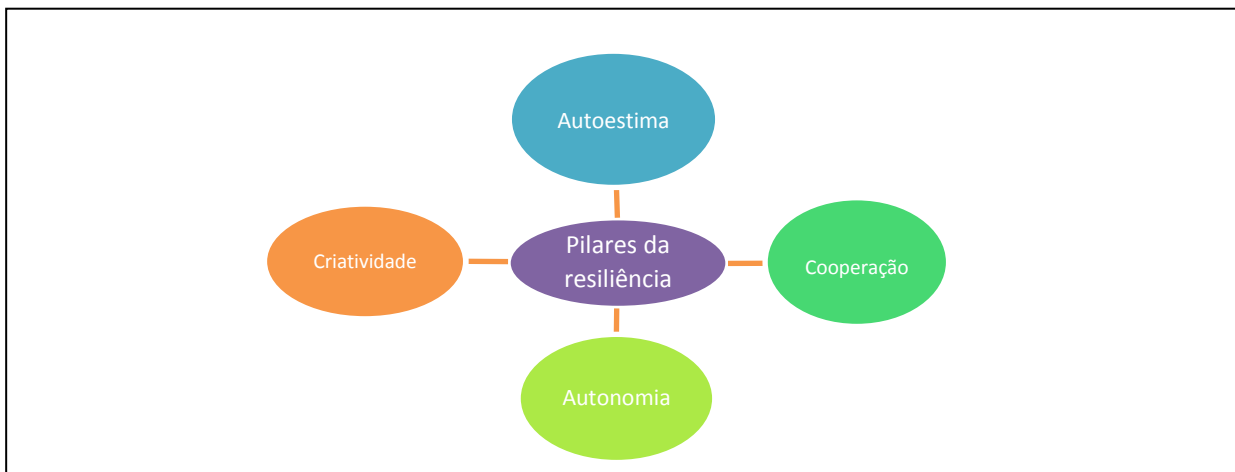 Autoestima
Criatividade
Pilares da
resiliência
Cooperação
Autonomia